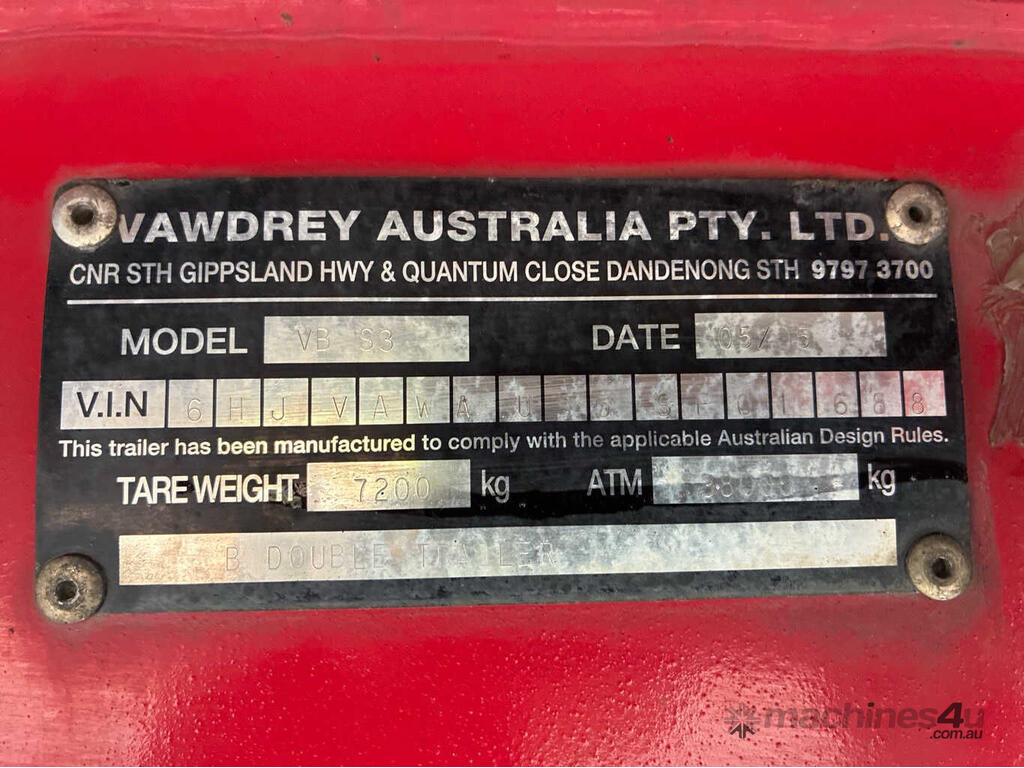 VAWDREY AUSTRALIA PTY. LTD.
CNR STH GIPPSLAND HWY & QUANTUM CLOSE DANDENONG STH 9797 3700
MODEL VB S3 DATE
V.I.N
This trailer has been manufactured to comply with the applicable Australian Design Rules.
TARE WEIGHT 7200 kg ATM kg
B DOUBLE TRAILER
machines4u
.com.au